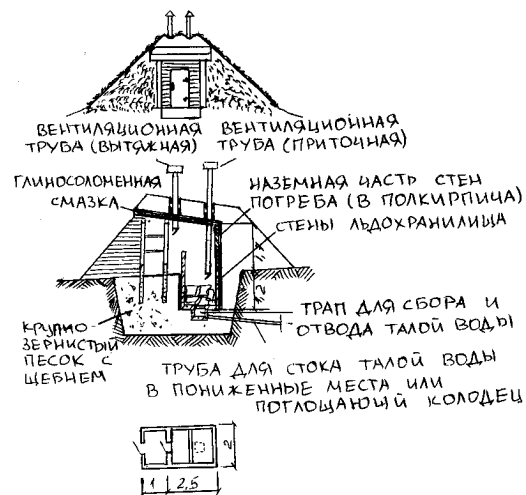 ВЕНТИЛЯЦИОННАЯ
ТРУБА (ВЫТЯЖНАЯ)
ВЕНТИЛЯЦИОННАЯ
ТРУБА (ПРИТОЧНАЯ)
ГЛИНОСОЛОМЕННАЯ
СМАЗКА
НАЗЕМНАЯ ЧАСТЬ СТЕН
ПОГРЕБА (В ПОЛКИРПИЧА)
СТЕНЫ ЛЬДОХРАНИЛИЩА
ТРАП ДЛЯ СБОРА И
ОТВОДА ТАЛОЙ ВОДЫ
КРУПНО-
ЗЕРНИСТЫЙ
ПЕСОК С
ЩЕБНЕМ
ТРУБА ДЛЯ СТОКА ТАЛОЙ ВОДЫ
В ПОНИЖЕННЫЕ МЕСТА ИЛИ
ПОГЛОЩАЮЩИЙ КОЛОДЕЦ
2
1 2,5